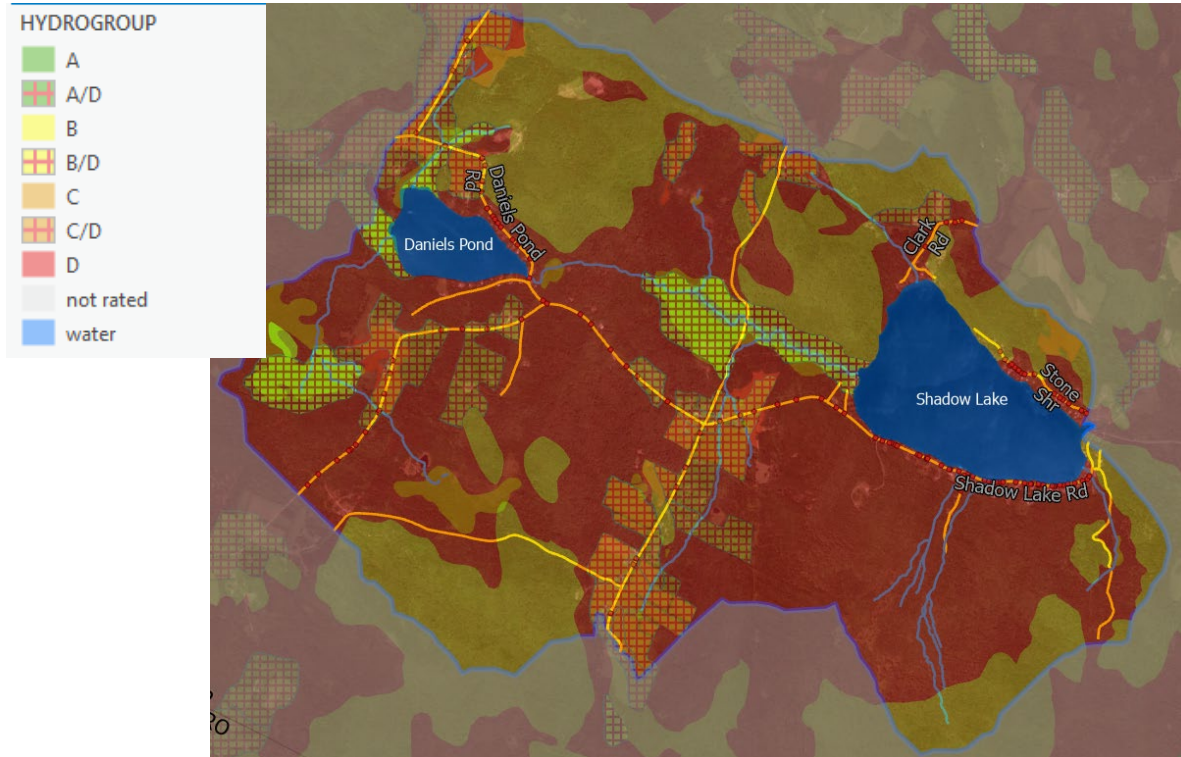 HYDROGROUP
A
A/D
B
B/D
C
C/D
D
not rated
water
Daniels Pond
Rd
Daniels Pond
Clark
Rd
Shadow Lake
Stone
Shr
Shadow Lake Rd